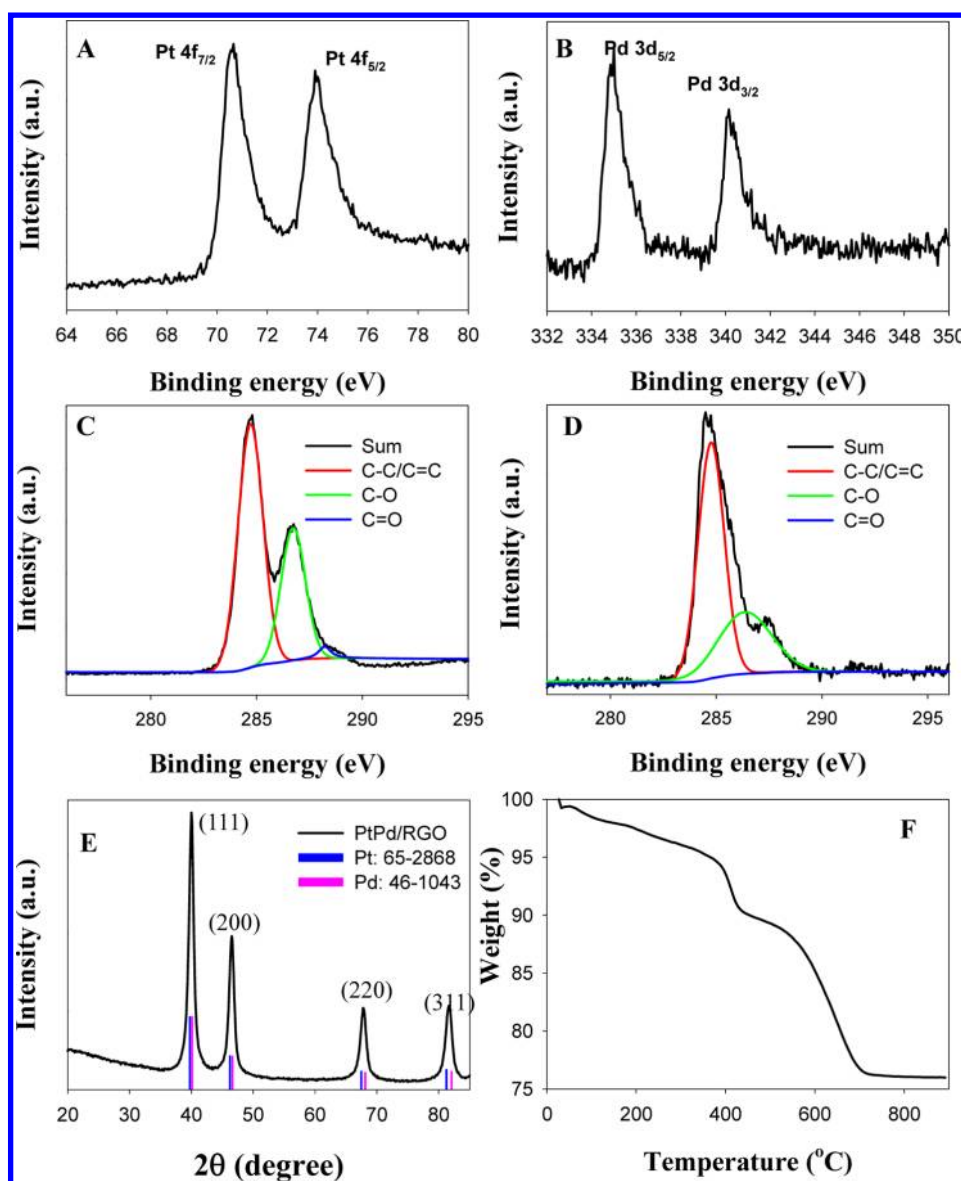 A
Pt 4f7/2
Pt 4f5/2
Intensity (a.u.)
64 66 68 70 72 74 76 78 80
Binding energy (eV)
B
Pd 3d5/2
Pd 3d3/2
Intensity (a.u.)
332 334 336 338 340 342 344 346 348 350
Binding energy (eV)
C
Sum
C-C/C=C
C-O
C=O
Intensity (a.u.)
280 285 290 295
Binding energy (eV)
D
Sum
C-C/C=C
C-O
C=O
Intensity (a.u.)
280 285 290 295
Binding energy (eV)
E
(111)
(200)
(220)
(311)
PtPd/RGO
Pt: 65-2868
Pd: 46-1043
Intensity (a.u.)
20 30 40 50 60 70 80
2θ (degree)
F
Weight (%)
100
95
90
85
80
75
0 200 400 600 800
Temperature (°C)